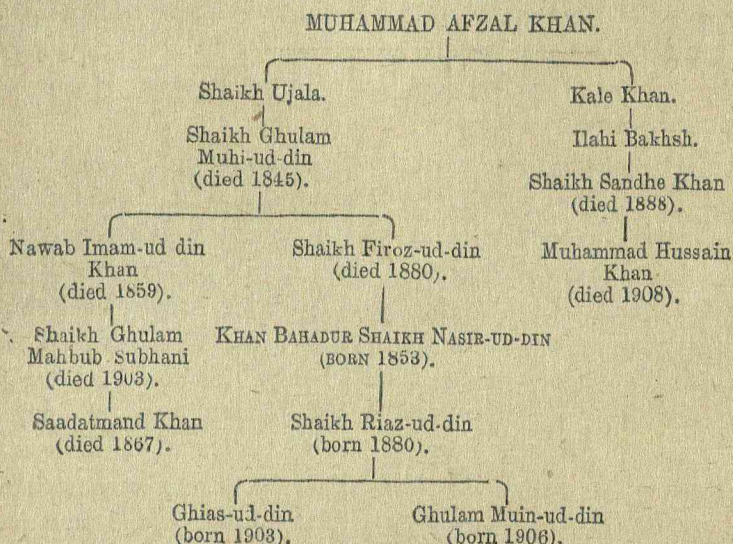 MUHAMMAD AFZAL KHAN.
Shaikh Ujala.
Kale Khan.
Shaikh Ghulam
Muhi-ud-din
(died 1845).
Ilahi Bakhsh.
Shaikh Sandhe Khan
(died 1888).
Nawab Imam-ud din
Khan
(died 1859).
Shaikh Firoz-ud-din
(died 1880).
Muhammad Hussain
Khan
(died 1908).
Shaikh Ghulam
Mahbub Subhani
(died 1903).
KHAN BAHADUR SHAIKH NASIR-UD-DIN
(BORN 1853).
Saadatmand Khan
(died 1867).
Shaikh Riaz-ud-din
(born 1880).
Ghias-ud-din
(born 1903).
Ghulam Muin-ud-din
(born 1906).